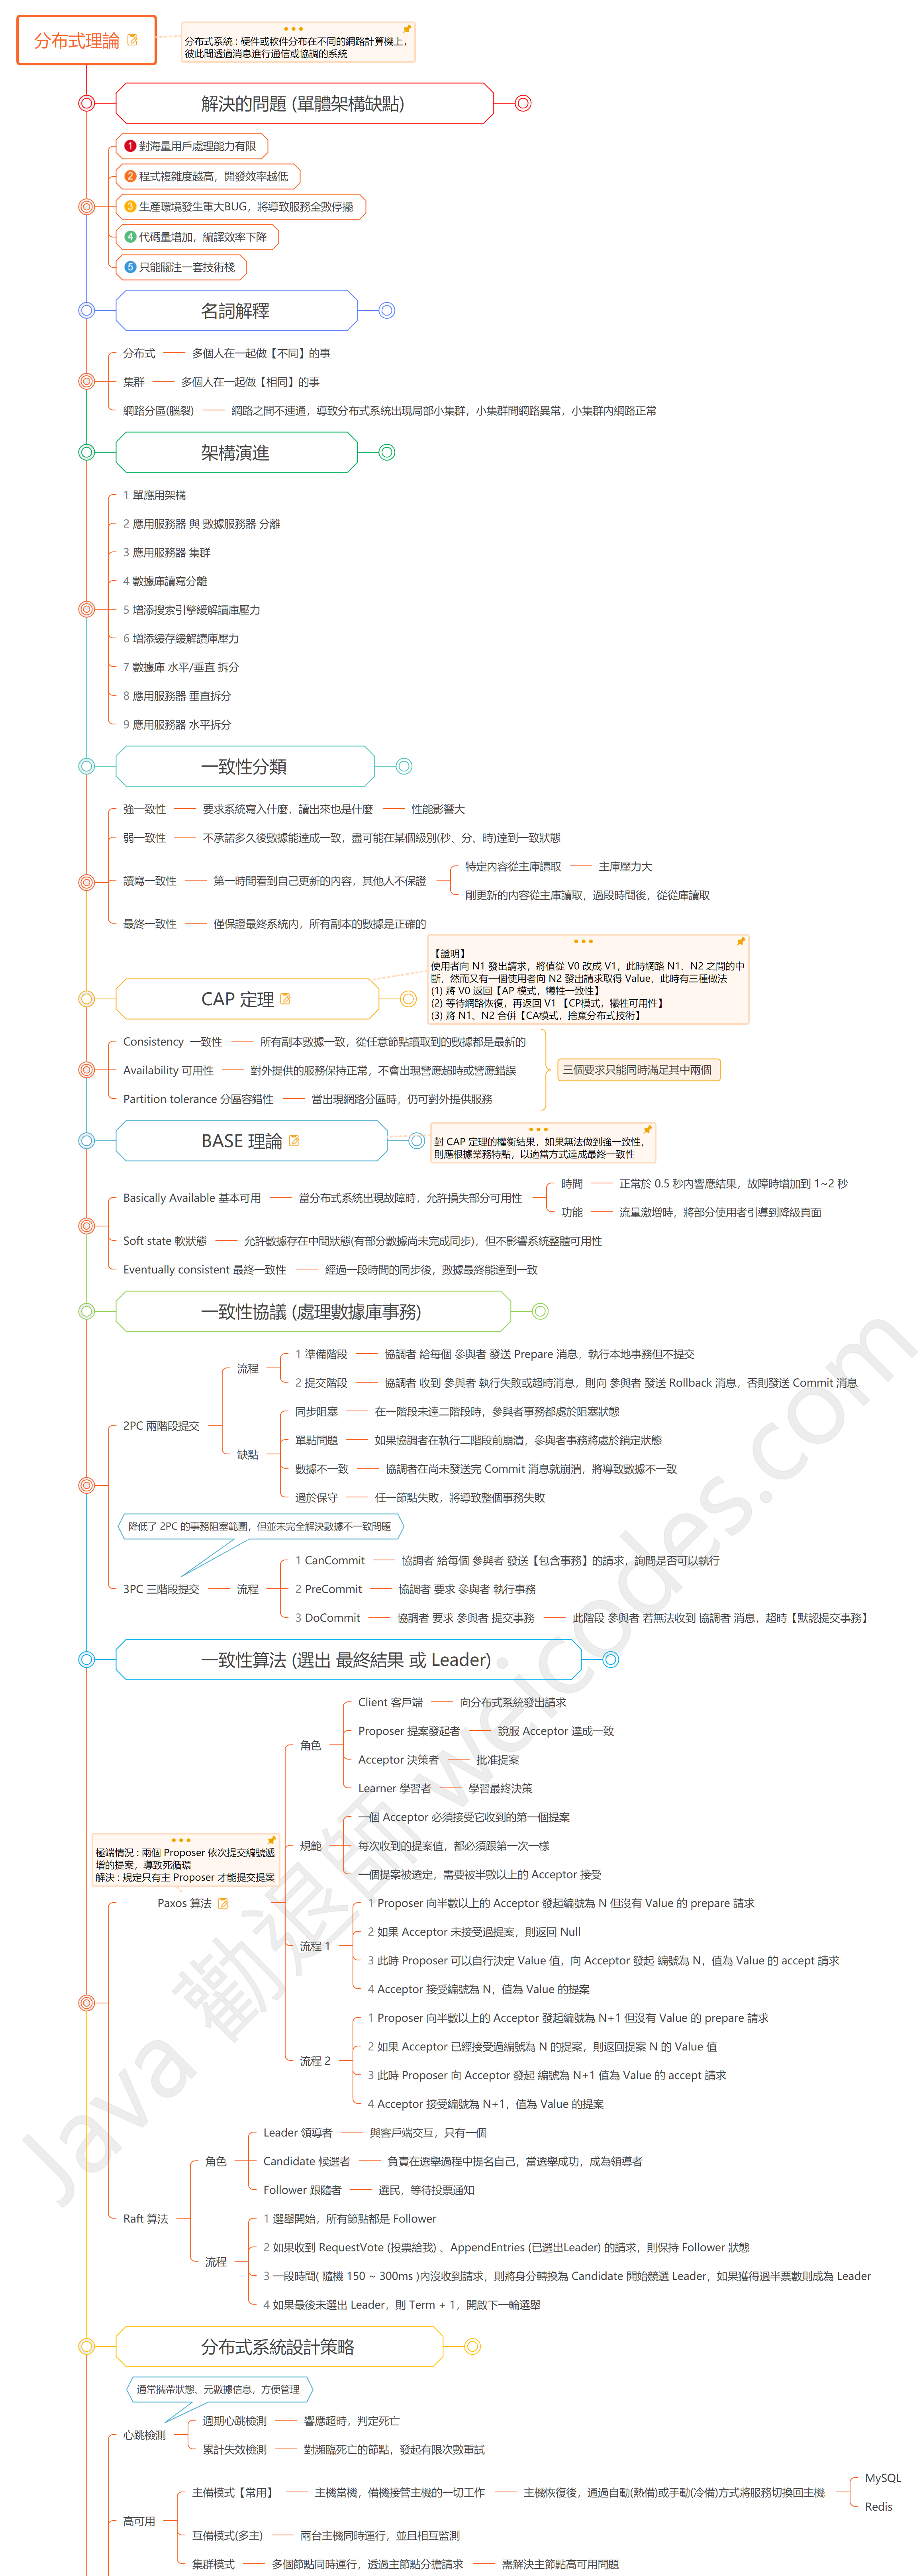 分布式理論
分布式系統 : 硬件或軟件分布在不同的網路計算機上，
彼此間透過消息進行通信或協調的系統
解決的問題 (單體架構缺點)
1 對海量用戶處理能力有限
2 程式複雜度越高，開發效率越低
3 生產環境發生重大BUG，將導致服務全數停擺
4 代碼量增加，編譯效率下降
5 只能關注一套技術棧
名詞解釋
分布式 多個人在一起做【不同】的事
集群 多個人在一起做【相同】的事
網路分區(腦裂) 網路之間不連通，導致分布式系統出現局部小集群，小集群間網路異常，小集群內網路正常
架構演進
1 單應用架構
2 應用服務器 與 數據服務器 分離
3 應用服務器 集群
4 數據庫讀寫分離
5 增添搜索引擎緩解讀庫壓力
6 增添緩存緩解讀庫壓力
7 數據庫 水平/垂直 拆分
8 應用服務器 垂直拆分
9 應用服務器 水平拆分
一致性分類
強一致性 要求系統寫入什麼，讀出來也是什麼 性能影響大
弱一致性 不承諾多久後數據能達成一致，盡可能在某個級別(秒、分、時)達到一致狀態
讀寫一致性 第一時間看到自己更新的內容，其他人不保證
特定內容從主庫讀取 主庫壓力大
剛更新的內容從主庫讀取，過段時間後，從從庫讀取
最終一致性 僅保證最終系統內，所有副本的數據是正確的
CAP 定理
【證明】
使用者向 N1 發出請求，將值從 V0 改成 V1，此時網路 N1、N2 之間的中
斷，然而又有一個使用者向 N2 發出請求取得 Value，此時有三種做法
(1) 將 V0 返回【AP 模式，犧牲一致性】
(2) 等待網路恢復，再返回 V1 【CP模式，犧牲可用性】
(3) 將 N1、N2 合併【CA模式，捨棄分布式技術】
Consistency 一致性 所有副本數據一致，從任意節點讀取到的數據都是最新的
Availability 可用性 對外提供的服務保持正常，不會出現響應超時或響應錯誤
Partition tolerance 分區容錯性 當出現網路分區時，仍可對外提供服務
三個要求只能同時滿足其中兩個
BASE 理論
對 CAP 定理的權衡結果，如果無法做到強一致性，
則應根據業務特點，以適當方式達成最終一致性
Basically Available 基本可用 當分布式系統出現故障時，允許損失部分可用性
時間 正常於 0.5 秒內響應結果，故障時增加到 1~2 秒
功能 流量激增時，將部分使用者引導到降級頁面
Soft state 軟狀態 允許數據存在中間狀態(有部分數據尚未完成同步)，但不影響系統整體可用性
Eventually consistent 最終一致性 經過一段時間的同步後，數據最終能達到一致
一致性協議 (處理數據庫事務)
2PC 兩階段提交
流程
1 準備階段 協調者 給每個 參與者 發送 Prepare 消息，執行本地事務但不提交
2 提交階段 協調者 收到 參與者 執行失敗或超時消息，則向 參與者 發送 Rollback 消息，否則發送 Commit 消息
缺點
同步阻塞 在一階段未達二階段時，參與者事務都處於阻塞狀態
單點問題 如果協調者在執行二階段前崩潰，參與者事務將處於鎖定狀態
數據不一致 協調者在尚未發送完 Commit 消息就崩潰，將導致數據不一致
過於保守 任一節點失敗，將導致整個事務失敗
降低了 2PC 的事務阻塞範圍，但並未完全解決數據不一致問題
3PC 三階段提交 流程
1 CanCommit 協調者 給每個 參與者 發送【包含事務】的請求，詢問是否可以執行
2 PreCommit 協調者 要求 參與者 執行事務
3 DoCommit 協調者 要求 參與者 提交事務 此階段 參與者 若無法收到 協調者 消息，超時【默認提交事務】
一致性算法 (選出 最終結果 或 Leader)
極端情況 : 兩個 Proposer 依次提交編號遞
增的提案，導致死循環
解決 : 規定只有主 Proposer 才能提交提案
Paxos 算法
角色
Client 客戶端 向分布式系統發出請求
Proposer 提案發起者 說服 Acceptor 達成一致
Acceptor 決策者 批准提案
Learner 學習者 學習最終決策
規範
一個 Acceptor 必須接受它收到的第一個提案
每次收到的提案值，都必須跟第一次一樣
一個提案被選定，需要被半數以上的 Acceptor 接受
流程 1
1 Proposer 向半數以上的 Acceptor 發起編號為 N 但沒有 Value 的 prepare 請求
2 如果 Acceptor 未接受過提案，則返回 Null
3 此時 Proposer 可以自行決定 Value 值，向 Acceptor 發起 編號為 N，值為 Value 的 accept 請求
4 Acceptor 接受編號為 N，值為 Value 的提案
流程 2
1 Proposer 向半數以上的 Acceptor 發起編號為 N+1 但沒有 Value 的 prepare 請求
2 如果 Acceptor 已經接受過編號為 N 的提案，則返回提案 N 的 Value 值
3 此時 Proposer 向 Acceptor 發起 編號為 N+1 值為 Value 的 accept 請求
4 Acceptor 接受編號為 N+1，值為 Value 的提案
Raft 算法
角色
Leader 領導者 與客戶端交互，只有一個
Candidate 候選者 負責在選舉過程中提名自己，當選舉成功，成為領導者
Follower 跟隨者 選民，等待投票通知
流程
1 選舉開始，所有節點都是 Follower
2 如果收到 RequestVote (投票給我) 、AppendEntries (已選出Leader) 的請求，則保持 Follower 狀態
3 一段時間( 隨機 150 ~ 300ms )內沒收到請求，則將身分轉換為 Candidate 開始競選 Leader，如果獲得過半票數則成為 Leader
4 如果最後未選出 Leader，則 Term + 1，開啟下一輪選舉
分布式系統設計策略
通常攜帶狀態、元數據信息，方便管理
心跳檢測
週期心跳檢測 響應超時，判定死亡
累計失效檢測 對瀕臨死亡的節點，發起有限次數重試
高可用
主備模式【常用】 主機當機，備機接管主機的一切工作 主機恢復後，通過自動(熱備)或手動(冷備)方式將服務切換回主機
MySQL
Redis
互備模式(多主) 兩台主機同時運行，並且相互監測
集群模式 多個節點同時運行，透過主節點分擔請求 需解決主節點高可用問題
Java 勸退師 weicodes.com